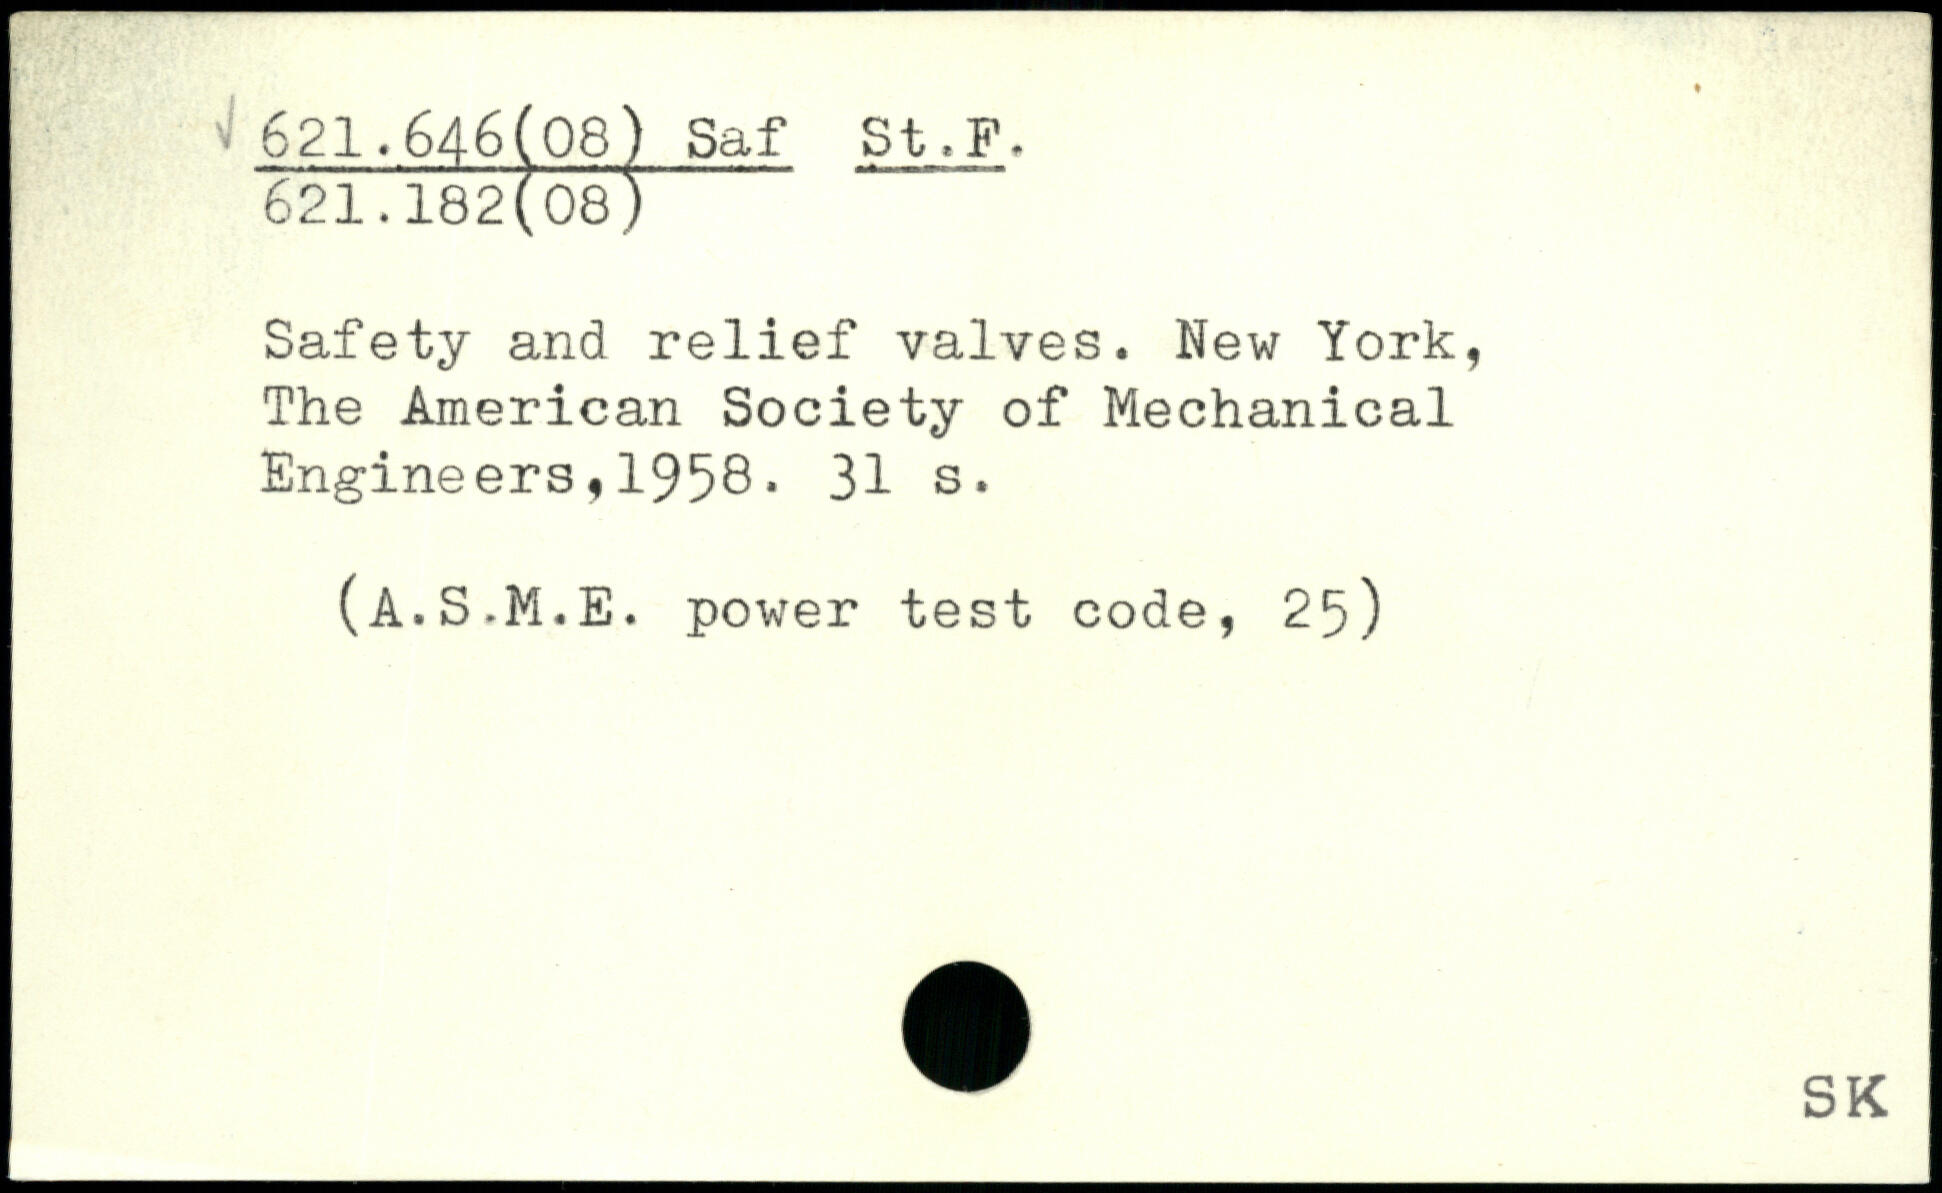 621.646(08) Saf St.F.
621.182(08)
Safety and relief valves. New York,
The American Society of Mechanical
Engineers,1958. 31 s.
(A.S.M.E. power test code, 25)
SK